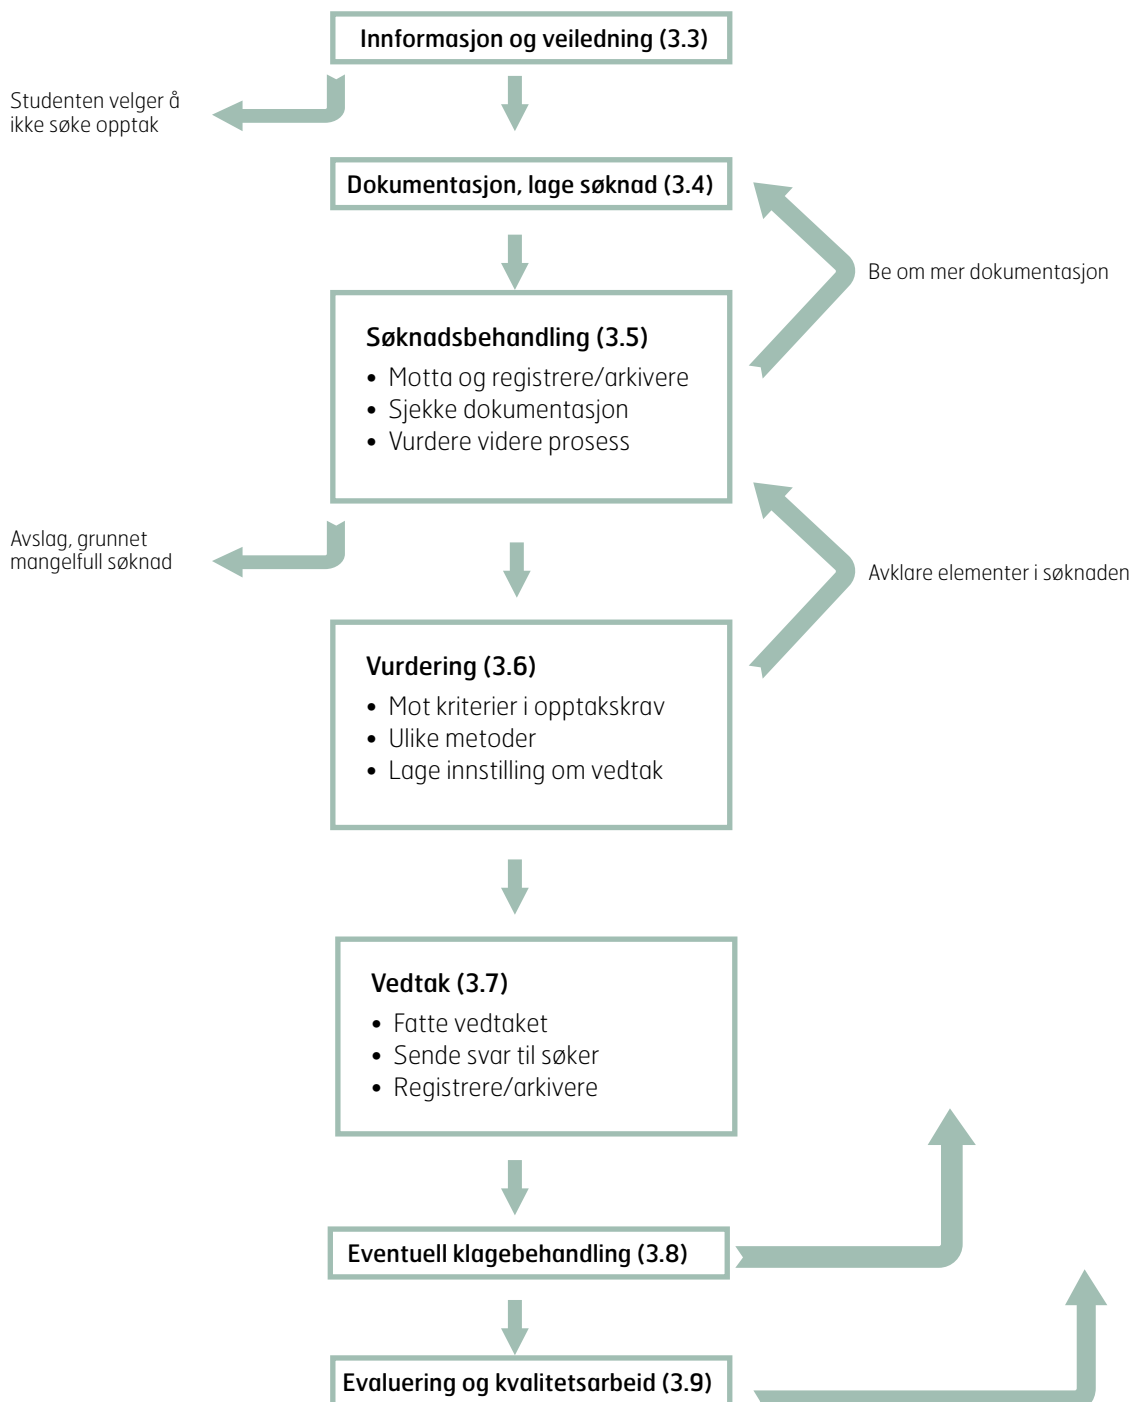 Innformasjon og veiledning (3.3)
Studenten velger å
ikke søke opptak
Dokumentasjon, lage søknad (3.4)
Be om mer dokumentasjon
Søknadsbehandling (3.5)
• Motta og registrere/arkivere
• Sjekke dokumentasjon
• Vurdere videre prosess
Avslag, grunnet
mangelfull søknad
Avklare elementer i søknaden
Vurdering (3.6)
• Mot kriterier i opptakskrav
• Ulike metoder
• Lage innstilling om vedtak
Vedtak (3.7)
• Fatte vedtaket
• Sende svar til søker
• Registrere/arkivere
Eventuell klagebehandling (3.8)
Evaluering og kvalitetsarbeid (3.9)